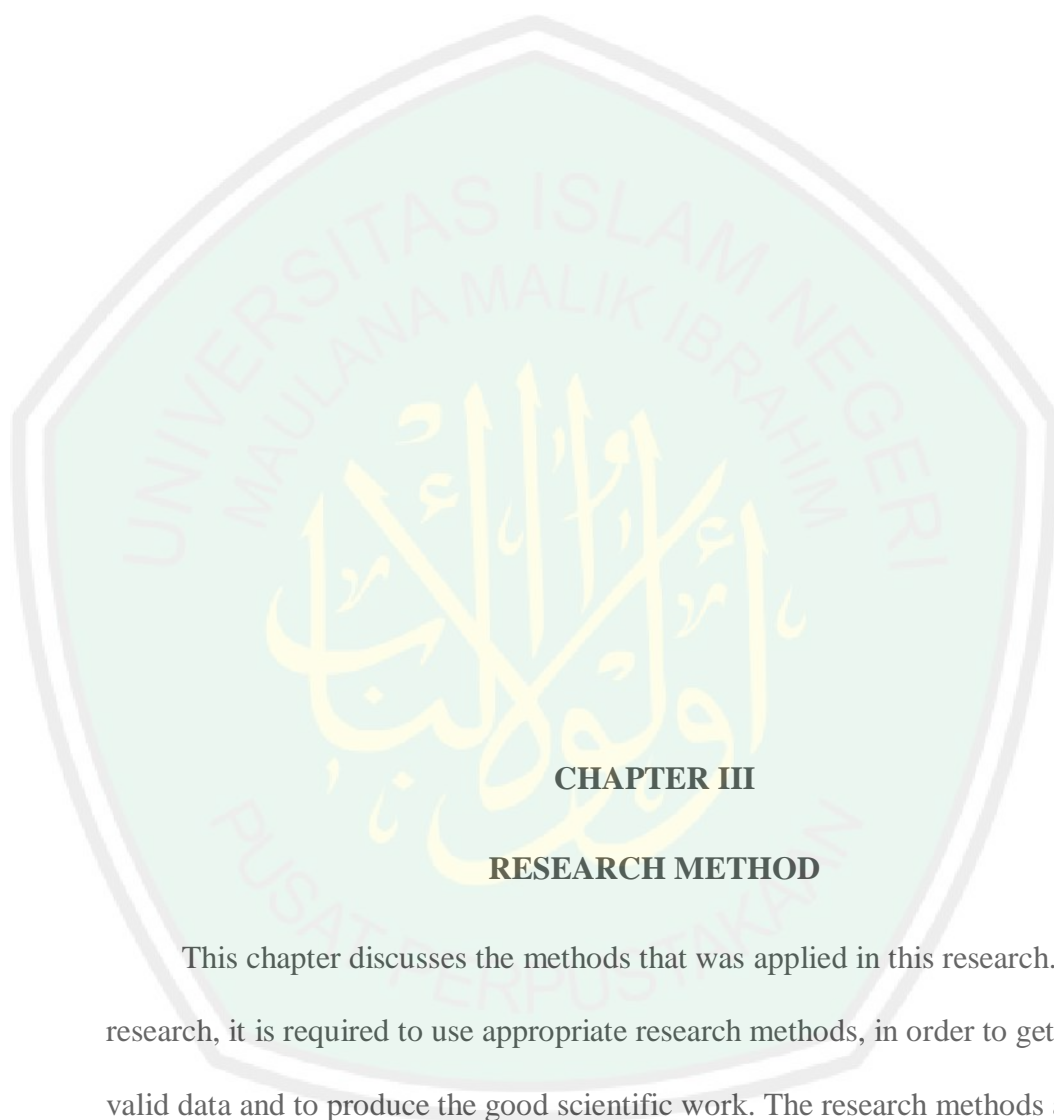 UNIVERSITAS ISLAM NEGERI
MAULANA MALIK IBRAHIM
أولوا الألباب
CHAPTER III
RESEARCH METHOD
PUSAT PERPUSTAKAAN
This chapter discusses the methods that was applied in this research.
research, it is required to use appropriate research methods, in order to get
valid data and to produce the good scientific work. The research methods